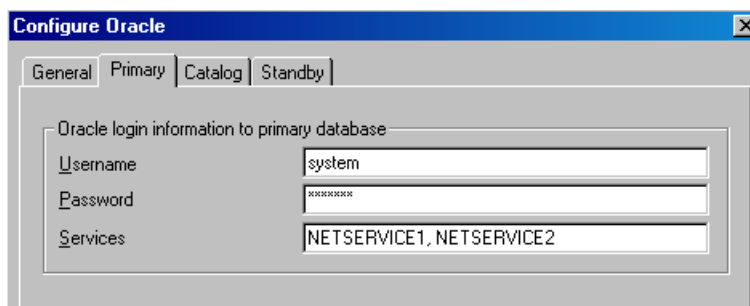 Configure Oracle
General Primary Catalog Standby
Oracle login information to primary database
Username system
Password *******
Services NETSERVICE1, NETSERVICE2